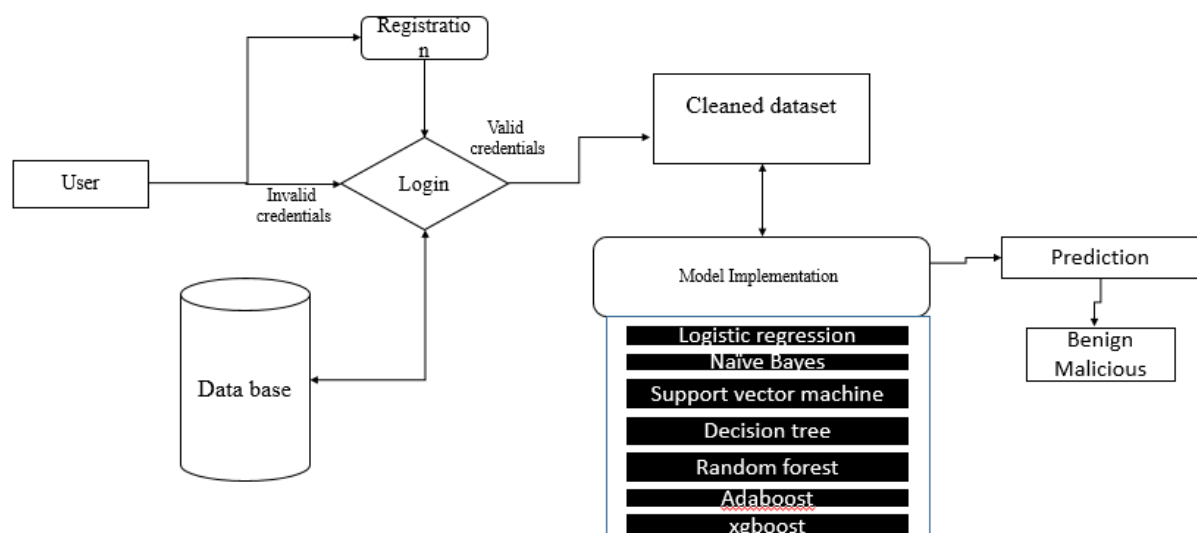 Registratio
n
User
Invalid
credentials
Login
Valid
credentials
Cleaned dataset
Data base
Model Implementation
Logistic regression
Naïve Bayes
Support vector machine
Decision tree
Random forest
Adaboost
xgboost
Prediction
Benign
Malicious